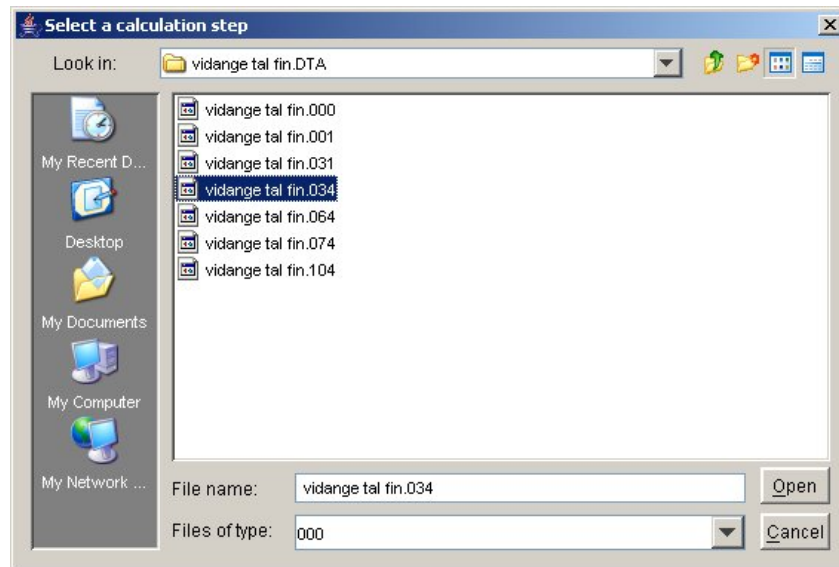 Select a calculation step
Look in:
vidange tal fin.DTA
My Recent D...
Desktop
My Documents
My Computer
My Network ...
vidange tal fin.000
vidange tal fin.001
vidange tal fin.031
vidange tal fin.034
vidange tal fin.064
vidange tal fin.074
vidange tal fin.104
File name:
vidange tal fin.034
Open
Files of type:
000
Cancel